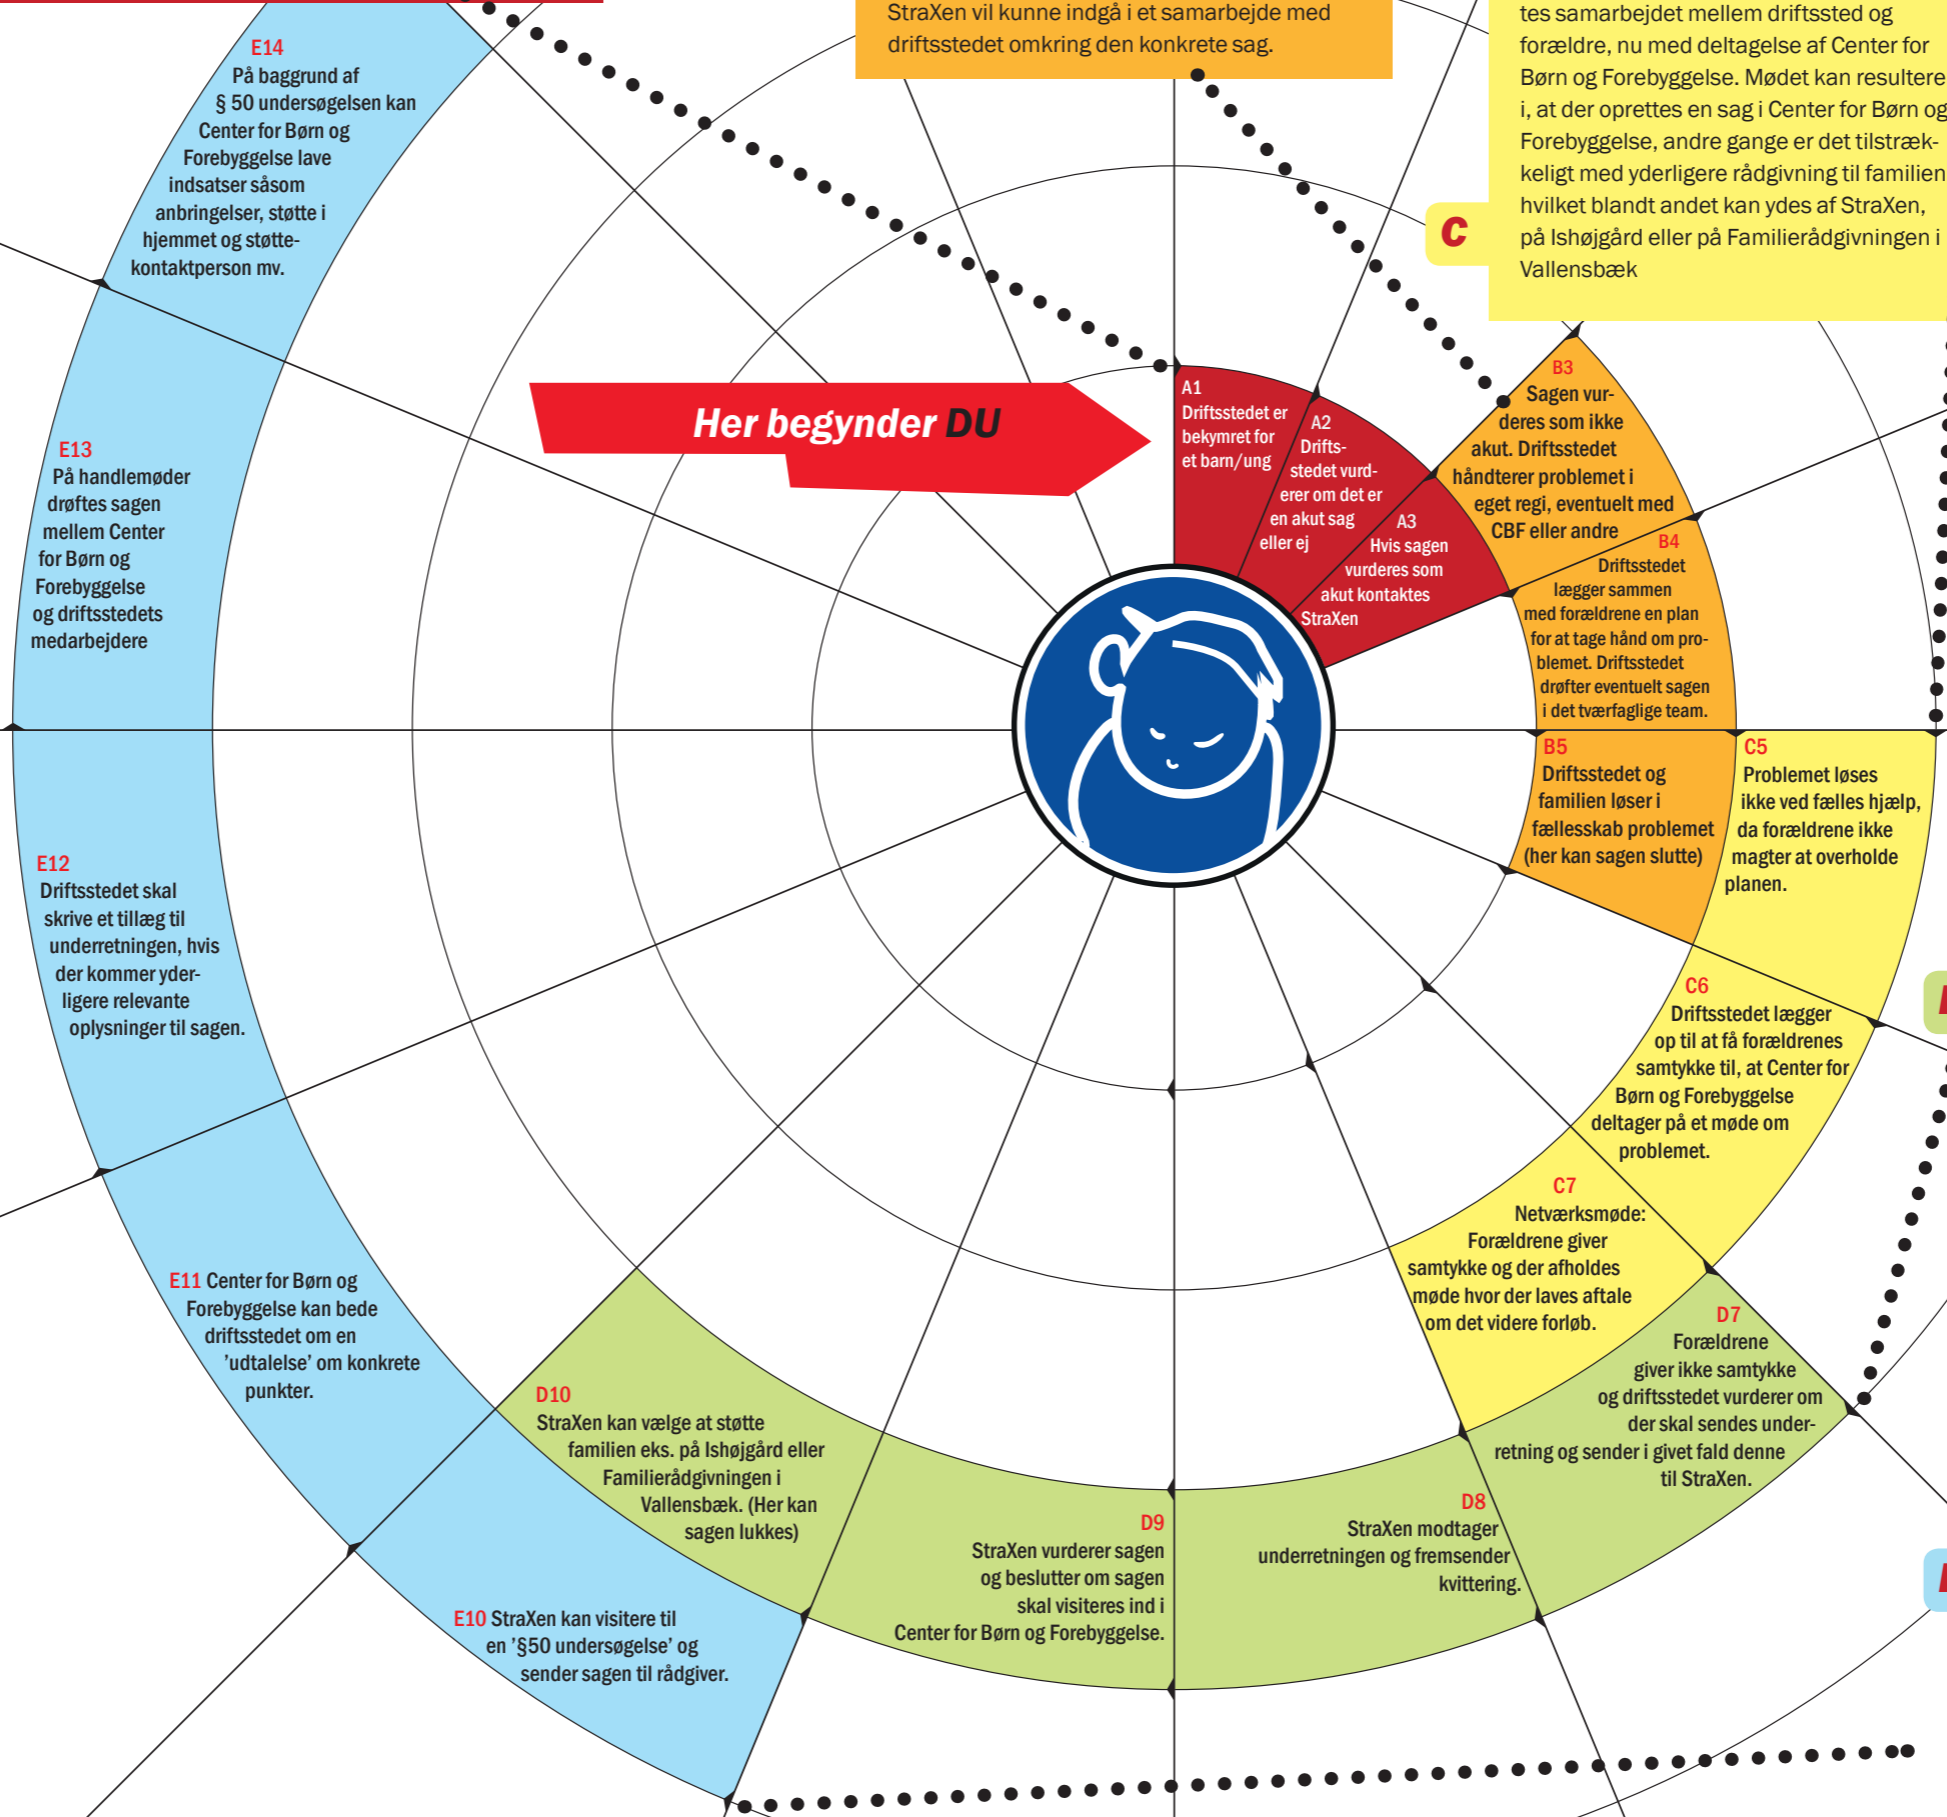 StraXen vil kunne indgå i et samarbejde med
driftsstedet omkring den konkrete sag.
tes samarbejdet mellem driftssted og
forældre, nu med deltagelse af Center for
Børn og Forebyggelse. Mødet kan resultere
i, at der oprettes en sag i Center for Børn og
Forebyggelse, andre gange er det tilstræk-
keligt med yderligere rådgivning til familien
hvilket blandt andet kan ydes af StraXen,
på Ishøjgård eller på Familierådgivningen i
Vallensbæk
C
Her begynder DU
A1
Driftsstedet er
bekymret for
et barn/ung
A2
Drifts-
stedet vurd-
erer om det er
en akut sag
eller ej
A3
Hvis sagen
vurderes som
akut kontaktes
StraXen
B3
Sagen vur-
deres som ikke
akut. Driftsstedet
håndterer problemet i
eget regi, eventuelt med
CBF eller andre
B4
Driftsstedet
lægger sammen
med forældrene en plan
for at tage hånd om pro-
blemet. Driftsstedet
drøfter eventuelt sagen
i det tværfaglige team.
B5
Driftsstedet og
familien løser i
fællesskab problemet
(her kan sagen slutte)
C5
Problemet løses
ikke ved fælles hjælp,
da forældrene ikke
magter at overholde
planen.
C6
Driftsstedet lægger
op til at få forældrenes
samtykke til, at Center for
Børn og Forebyggelse
deltager på et møde om
problemet.
C7
Netværksmøde:
Forældrene giver
samtykke og der afholdes
møde hvor der laves aftale
om det videre forløb.
D7
Forældrene
giver ikke samtykke
og driftsstedet vurderer om
der skal sendes under-
retning og sender i givet fald denne
til StraXen.
D8
StraXen modtager
underretningen og fremsender
kvittering.
D9
StraXen vurderer sagen
og beslutter om sagen
skal visiteres ind i
Center for Børn og Forebyggelse.
D10
StraXen kan vælge at støtte
familien eks. på Ishøjgård eller
Familierådgivningen i
Vallensbæk. (Her kan
sagen lukkes)
E10 StraXen kan visitere til
en '§50 undersøgelse' og
sender sagen til rådgiver.
E11 Center for Børn og
Forebyggelse kan bede
driftsstedet om en
'udtalelse' om konkrete
punkter.
E12
Driftsstedet skal
skrive et tillæg til
underretningen, hvis
der kommer yder-
ligere relevante
oplysninger til sagen.
E13
På handlemøder
drøftes sagen
mellem Center
for Børn og
Forebyggelse
og driftsstedets
medarbejdere
E14
På baggrund af
§ 50 undersøgelsen kan
Center for Børn og
Forebyggelse lave
indsatser såsom
anbringelser, støtte i
hjemmet og støtte-
kontaktperson mv.